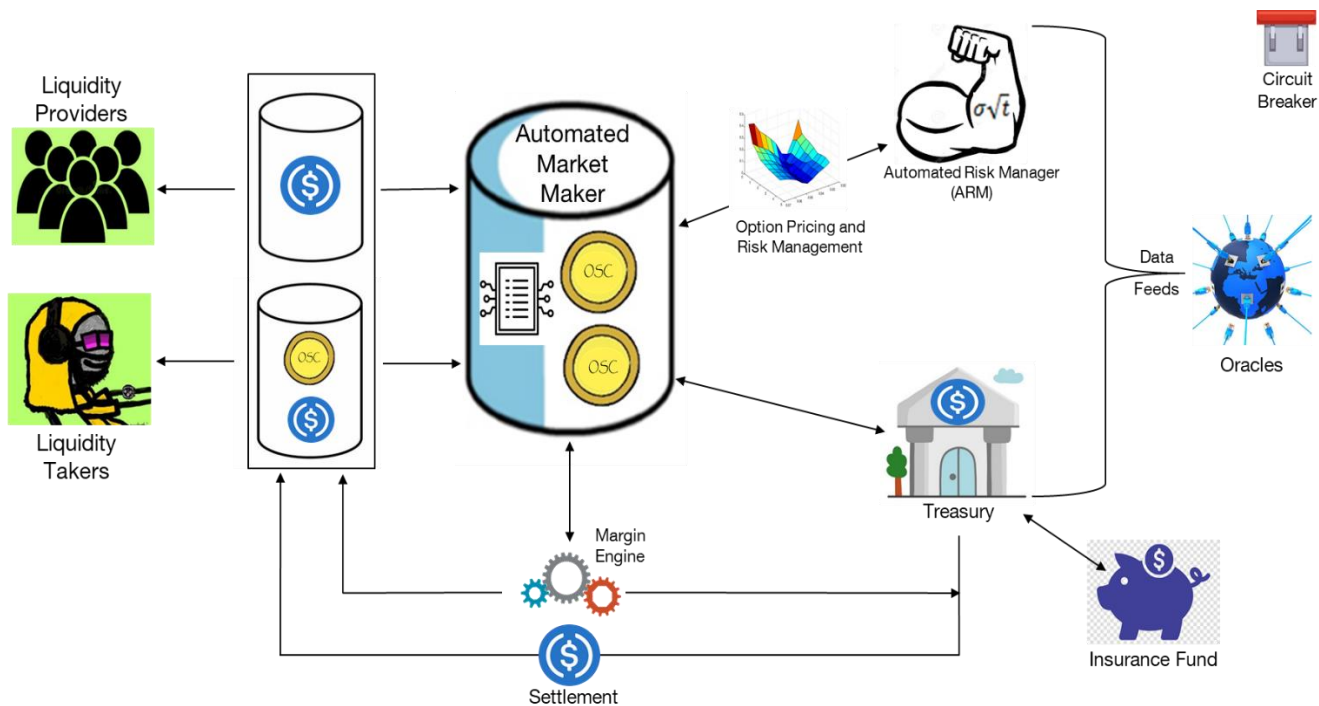 Liquidity
Providers
Liquidity
Takers
$
OSC
$
Automated
Market
Maker
OSC
OSC
Option Pricing and
Risk Management
σ√t
Automated Risk Manager
(ARM)
Circuit
Breaker
Data
Feeds
Oracles
$
Treasury
Margin
Engine
$
Settlement
$
Insurance Fund